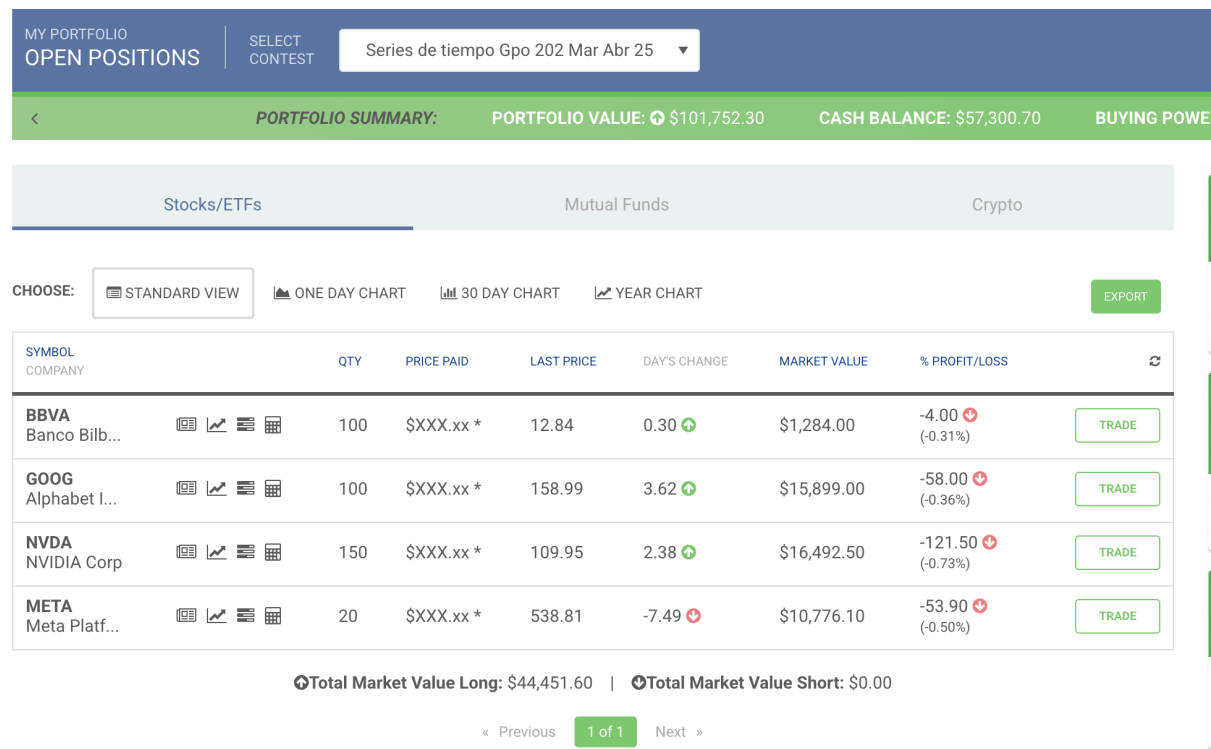 MY PORTFOLIO
OPEN POSITIONS
SELECT
CONTEST
Series de tiempo Gpo 202 Mar Abr 25
PORTFOLIO SUMMARY: PORTFOLIO VALUE: $101,752.30 CASH BALANCE: $57,300.70 BUYING POWE
Stocks/ETFs Mutual Funds Crypto
CHOOSE: STANDARD VIEW ONE DAY CHART 30 DAY CHART YEAR CHART EXPORT
SYMBOL
COMPANY
QTY PRICE PAID LAST PRICE DAY'S CHANGE MARKET VALUE % PROFIT/LOSS
BBVA
Banco Bilb...
100 $XXX.xx * 12.84 0.30 $1,284.00
-4.00
(-0.31%)
TRADE
GOOG
Alphabet I...
100 $XXX.xx * 158.99 3.62 $15,899.00
-58.00
(-0.36%)
TRADE
NVDA
NVIDIA Corp
150 $XXX.xx * 109.95 2.38 $16,492.50
-121.50
(-0.73%)
TRADE
META
Meta Platf...
20 $XXX.xx * 538.81 -7.49 $10,776.10
-53.90
(-0.50%)
TRADE
Total Market Value Long: $44,451.60 | Total Market Value Short: $0.00
« Previous 1 of 1 Next »